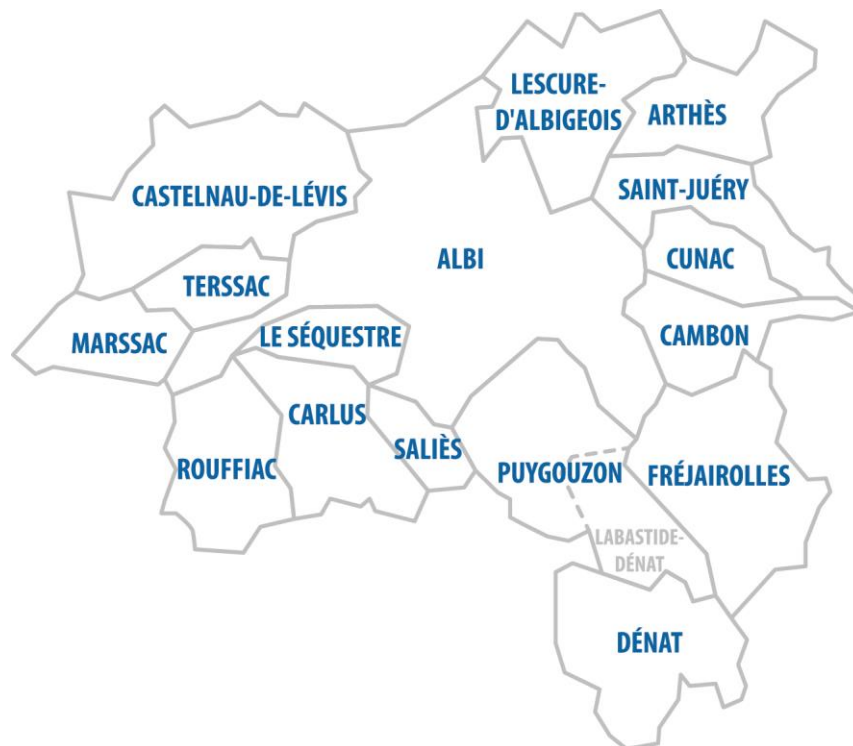 LESCURE-
D'ALBIGEOIS
ARTHÈS
CASTELNAU-DE-LÉVIS
SAINT-JUÉRY
ALBI
CUNAC
TERSSAC
MARSSAC
LE SÉQUESTRE
CAMBON
CARLUS
SALIÈS
ROUFFIAC
PUYGOUZON
FRÉJAIROLLES
LABASTIDE-
DÉNAT
DÉNAT